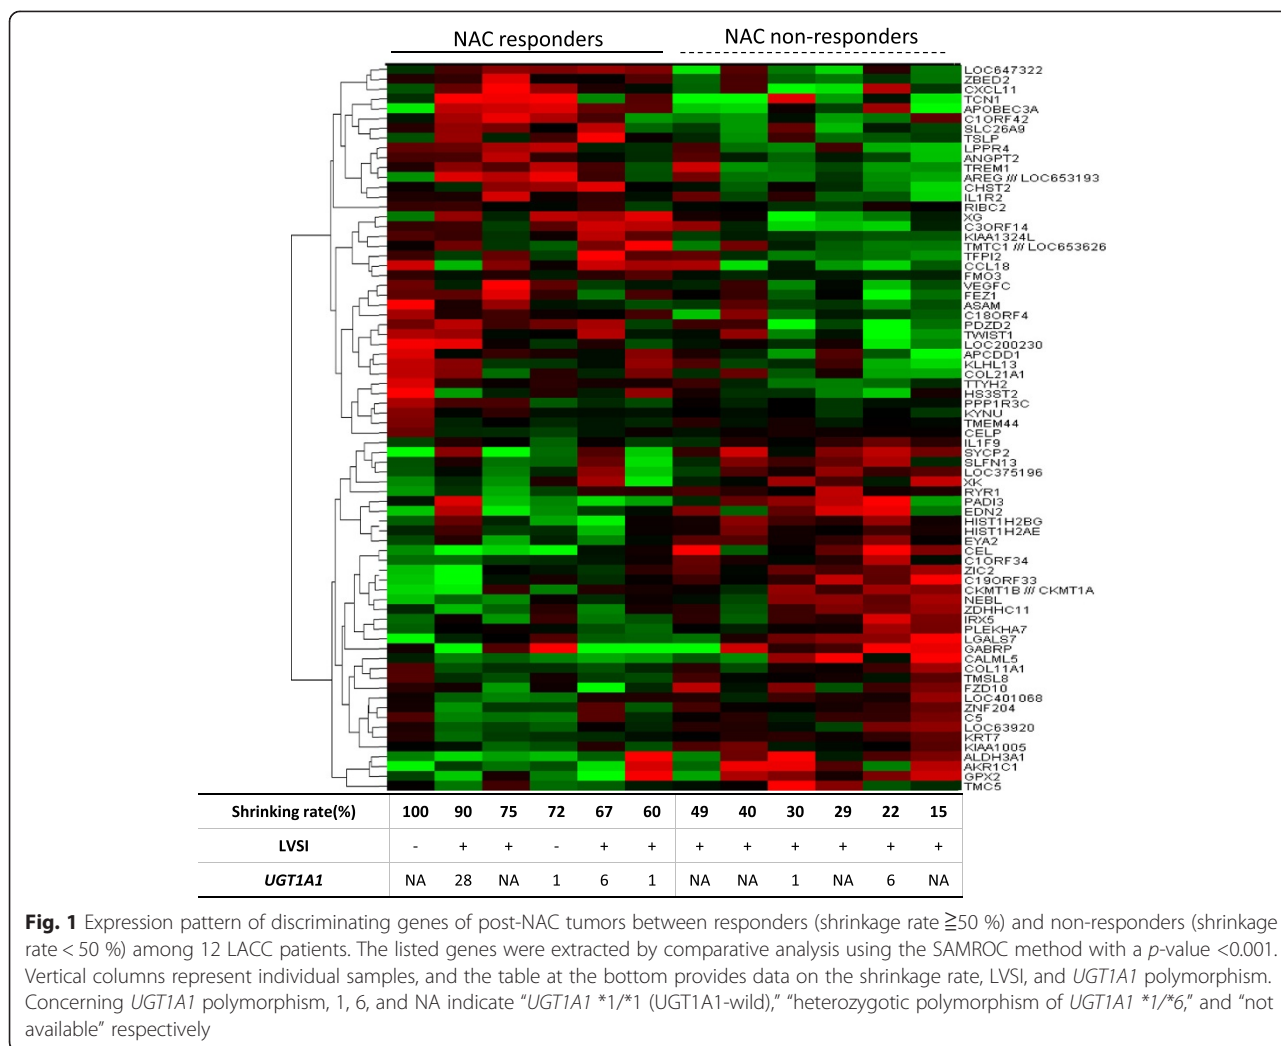 NAC responders
NAC non-responders
LOC647322
ZBED2
CXCL11
TCN1
APOBEC3A
C1ORF42
SLC26A9
TSLP
LPPR4
ANGPT2
TREM1
AREG /// LOC653193
CHST2
IL1R2
RIBC2
XG
C3ORF14
KIAA1324L
TMTC1 /// LOC653626
TFPI2
CCL18
FMO3
VEGFC
FEZ1
ASAM
C18ORF4
PDZD2
TWIST1
LOC200230
APCDD1
KLHL13
COL21A1
TTYH2
HS3ST2
PPP1R3C
KYNU
TMEM44
CELP
IL1F9
SYCP2
SLFN13
LOC375196
XK
RYR1
PADI3
EDN2
HIST1H2BG
HIST1H2AE
EYA2
CEL
C1ORF34
ZIC2
C19ORF33
CKMT1B /// CKMT1A
NEBL
ZDHHC11
IRX5
PLEKHA7
LGALS7
GABRP
CALML5
COL11A1
TMSL8
FZD10
LOC401068
ZNF204
C5
LOC63920
KRT7
KIAA1005
ALDH3A1
AKR1C1
GPX2
TMC5
Shrinking rate(%) 100 90 75 72 67 60 49 40 30 29 22 15
LVSI - + + - + + + + + + + +
UGT1A1 NA 28 NA 1 6 1 NA NA 1 NA 6 NA
Fig. 1 Expression pattern of discriminating genes of post-NAC tumors between responders (shrinkage rate ≧50 %) and non-responders (shrinkage
rate < 50 %) among 12 LACC patients. The listed genes were extracted by comparative analysis using the SAMROC method with a p-value <0.001.
Vertical columns represent individual samples, and the table at the bottom provides data on the shrinkage rate, LVSI, and UGT1A1 polymorphism.
Concerning UGT1A1 polymorphism, 1, 6, and NA indicate “UGT1A1 *1/*1 (UGT1A1-wild),” “heterozygotic polymorphism of UGT1A1 *1/*6,” and “not
available” respectively